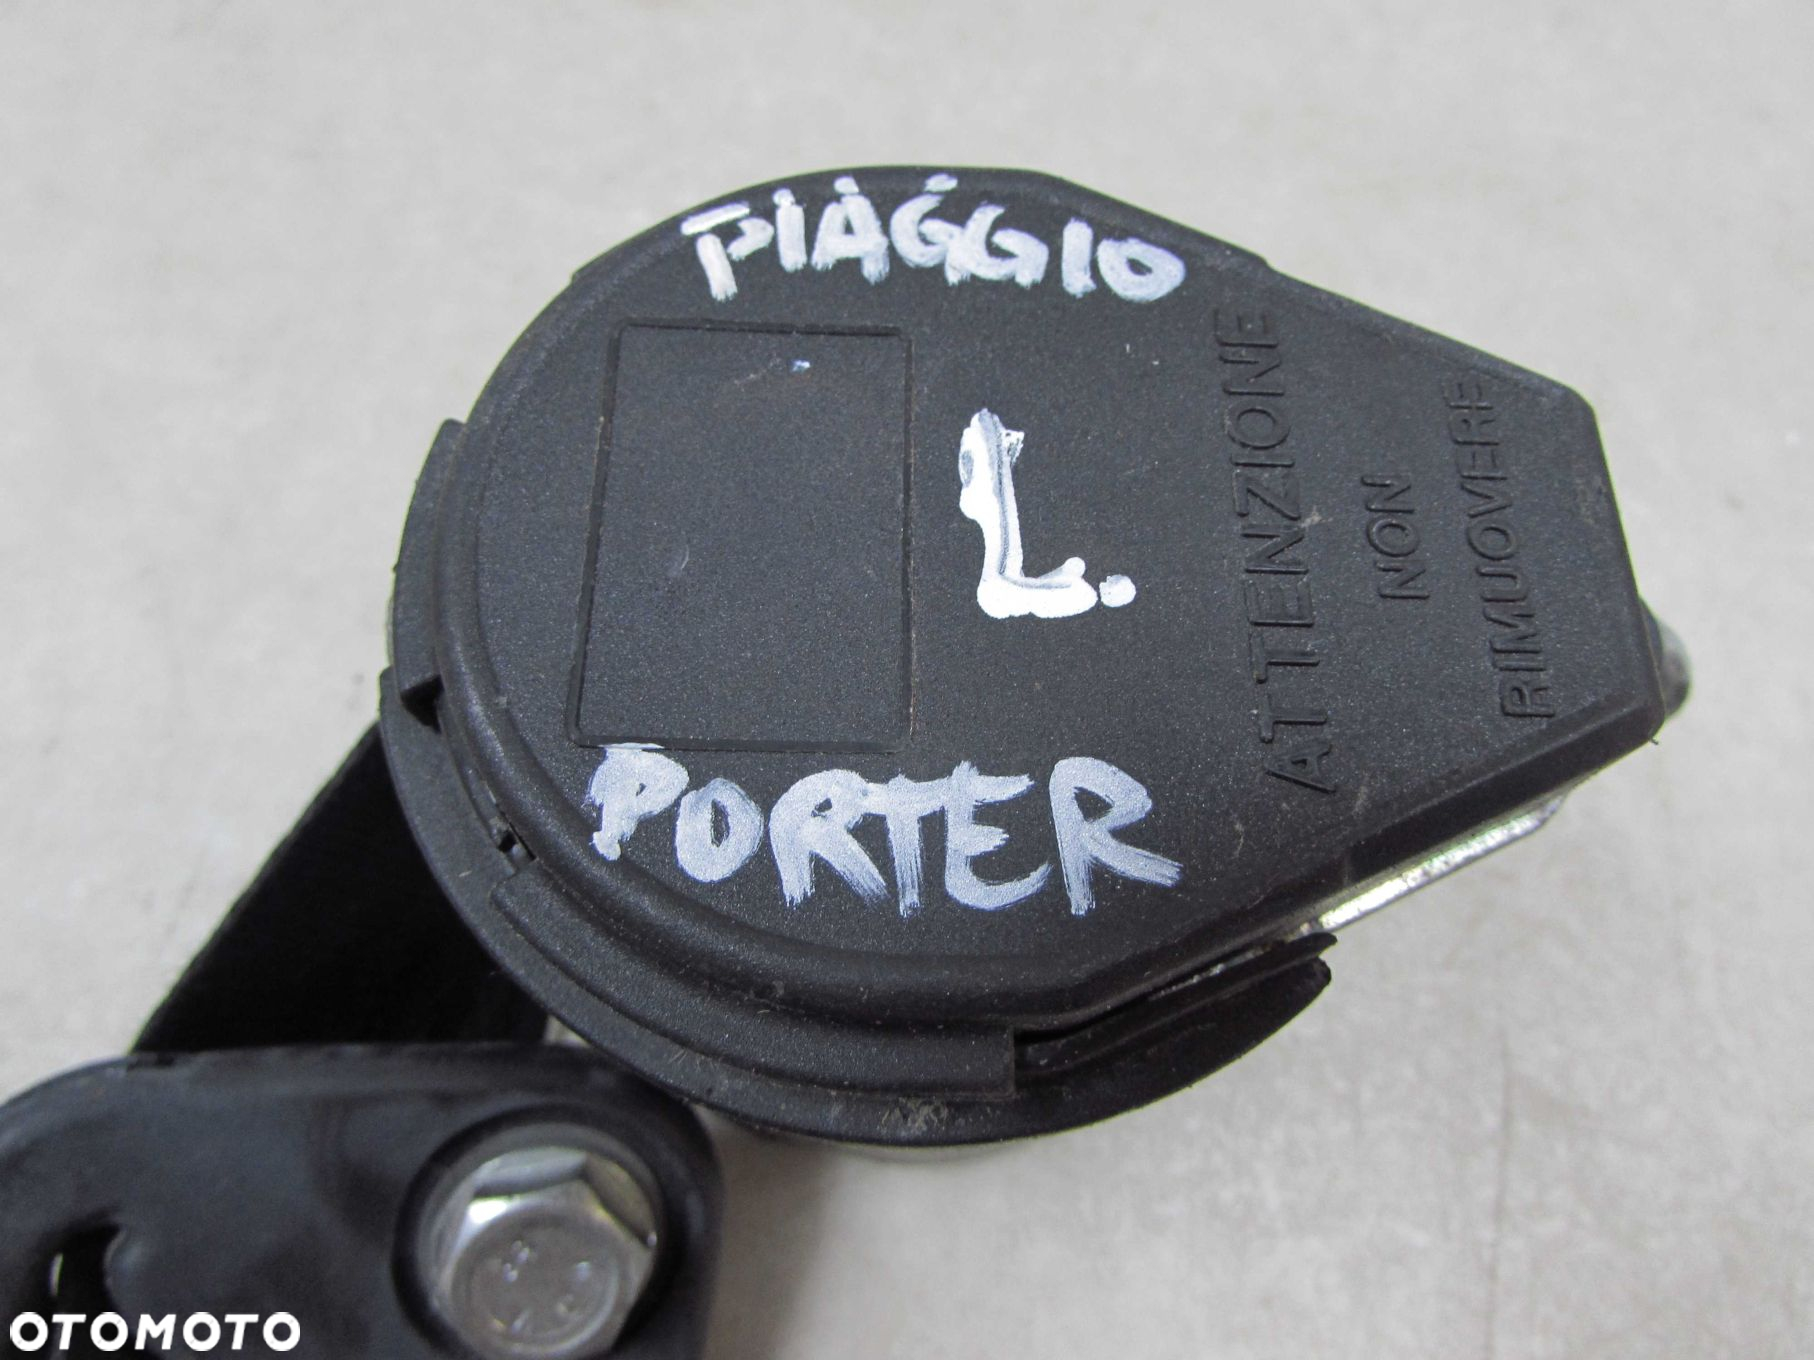 PIAGGIO
L.
PORTER
ATTENZIONE
NON
RIMUOVERE
OTOMOTO